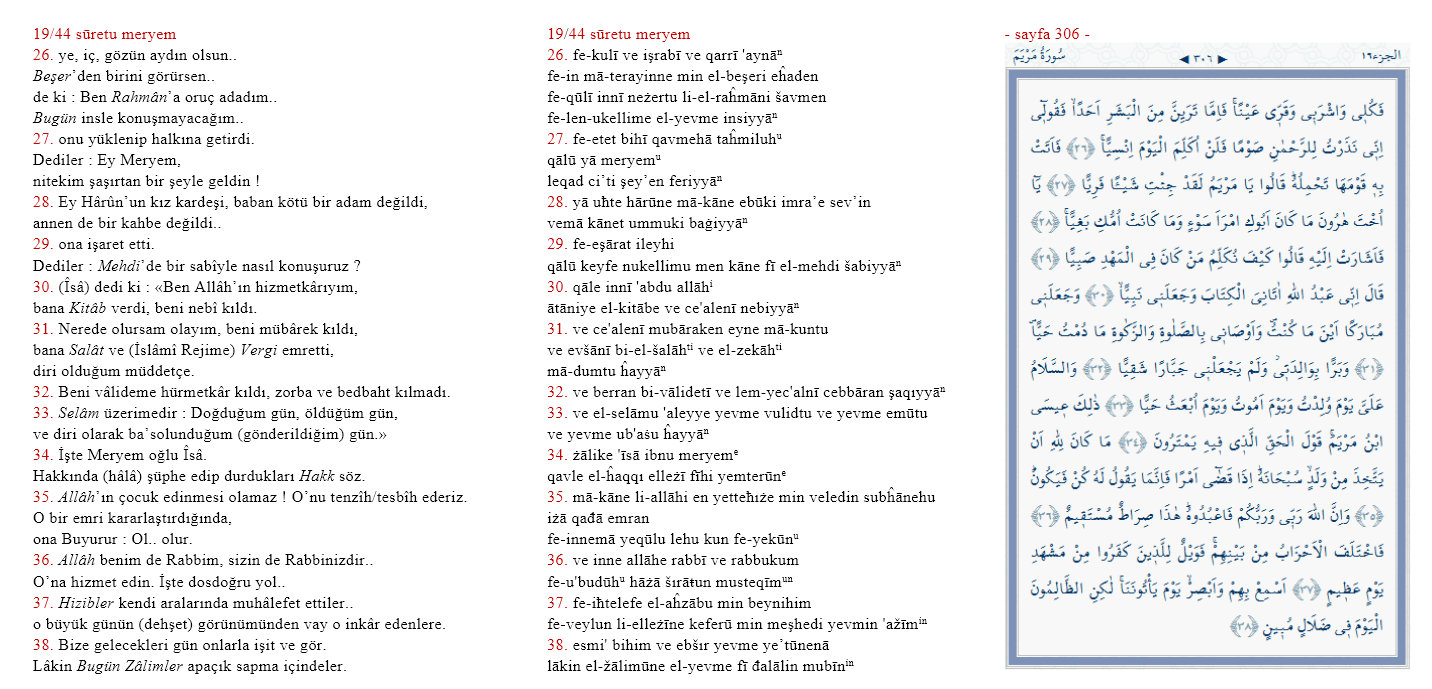 19/44 sūretu meryem
26. ye, iç, gözün aydın olsun..
Beşer’den birini görürsen..
de ki : Ben Rahmân’a oruç adadım..
Bugün insle konuşmayacağım..
27. onu yüklenip halkına getirdi.
Dediler : Ey Meryem,
nitekim şaşırtan bir şeyle geldin !
28. Ey Hârûn’un kız kardeşi, baban kötü bir adam değildi,
annen de bir kahbe değildi..
29. ona işaret etti.
Dediler : Mehdi’de bir sabîyle nasıl konuşuruz ?
30. (Îsâ) dedi ki : «Ben Allâh’ın hizmetkârıyım,
bana Kitâb verdi, beni nebî kıldı.
31. Nerede olursam olayım, beni mübârek kıldı,
bana Salât ve (İslâmî Rejime) Vergi emretti,
diri olduğum müddetçe.
32. Beni vâlideme hürmetkâr kıldı, zorba ve bedbaht kılmadı.
33. Selâm üzerimedir : Doğduğum gün, öldüğüm gün,
ve diri olarak ba’solunduğum (gönderildiğim) gün.»
34. İşte Meryem oğlu Îsâ.
Hakkında (hâlâ) şüphe edip durdukları Hakk söz.
35. Allâh’ın çocuk edinmesi olamaz ! O’nu tenzîh/tesbîh ederiz.
O bir emri kararlaştırdığında,
ona Buyurur : Ol.. olur.
36. Allâh benim de Rabbim, sizin de Rabbinizdir..
O’na hizmet edin. İşte dosdoğru yol..
37. Hizibler kendi aralarında muhâlefet ettiler..
o büyük günün (dehşet) görünümünden vay o inkâr edenlere.
38. Bize gelecekleri gün onlarla işit ve gör.
Lâkin Bugün Zâlimler apaçık sapma içindeler.
19/44 sūretu meryem
26. fe-kulī ve işrabī ve qarrī 'aynāⁿ
fe-in mā-terayinne min el-beşeri eĥaden
fe-qūlī innī neżertu li-el-raĥmāni šavmen
fe-len-ukellime el-yevme insiyyāⁿ
27. fe-etet bihī qavmehā taĥmiluhᵘ
qālū yā meryemᵘ
leqad ci’ti şey’en feriyyāⁿ
28. yā uħte hārūne mā-kāne ebūki imra’e sev’in
vemā kānet ummuki baġiyyāⁿ
29. fe-eşārat ileyhi
qālū keyfe nukellimu men kāne fī el-mehdi šabiyyāⁿ
30. qāle innī 'abdu allāhⁱ
ātāniye el-kitābe ve ce'alenī nebiyyāⁿ
31. ve ce'alenī mubāraken eyne mā-kuntu
ve evšānī bi-el-šalāhᵗⁱ ve el-zekāhᵗⁱ
mā-dumtu ĥayyāⁿ
32. ve berran bi-vālidetī ve lem-yec'alnī cebbāran şaqıyyāⁿ
33. ve el-selāmu 'aleyye yevme vulidtu ve yevme emūtu
ve yevme ub'aṡu ĥayyāⁿ
34. żālike 'īsā ibnu meryemᵉ
qavle el-ĥaqqı elleżī fīhi yemterūnᵉ
35. mā-kāne li-allāhi en yetteħıże min veledin subĥānehu
iżā qađā emran
fe-innemā yeqūlu lehu kun fe-yekūnᵘ
36. ve inne allāhe rabbī ve rabbukum
fe-u'budūhᵘ hāżā širāŧun musteqīmᵘⁿ
37. fe-iħtelefe el-aĥzābu min beynihim
fe-veylun li-elleżīne keferū min meşhedi yevmin 'ažīmⁱⁿ
38. esmi' bihim ve ebšır yevme ye’tūnenā
lākin el-žālimūne el-yevme fī đalālin mubīnⁱⁿ
- sayfa 306 -
الجزء١٦ ◀ ٣٠٦ ▶ سُورَةُ مَرْيَمَ
فَكُلٖي وَاشْرَبٖي وَقَرّٖي عَيْنًاۚ فَاِمَّا تَرَيِنَّ مِنَ الْبَشَرِ اَحَدًاۙ فَقُولٖٓي
اِنّٖي نَذَرْتُ لِلرَّحْمٰنِ صَوْمًا فَلَنْ اُكَلِّمَ الْيَوْمَ اِنْسِيًّاۚ ﴿٢٦﴾ فَاَتَتْ
بِهٖ قَوْمَهَا تَحْمِلُهُۜ قَالُوا يَا مَرْيَمُ لَقَدْ جِئْتِ شَيْـًٔا فَرِيًّا ﴿٢٧﴾ يَٓا
اُخْتَ هٰرُونَ مَا كَانَ اَبُوكِ امْرَاَ سَوْءٍ وَمَا كَانَتْ اُمُّكِ بَغِيًّاۚ ﴿٢٨﴾
فَاَشَارَتْ اِلَيْهِ قَالُوا كَيْفَ نُكَلِّمُ مَنْ كَانَ فِي الْمَهْدِ صَبِيًّا ﴿٢٩﴾
قَالَ اِنّٖي عَبْدُ اللّٰهِ اٰتَانِيَ الْكِتَابَ وَجَعَلَنٖي نَبِيًّاۙ ﴿٣٠﴾ وَجَعَلَنٖي
مُبَارَكًا اَيْنَ مَا كُنْتُۖ وَاَوْصَانٖي بِالصَّلٰوةِ وَالزَّكٰوةِ مَا دُمْتُ حَيًّاۖ
﴿٣١﴾ وَبَرًّا بِوَالِدَتٖيۘ وَلَمْ يَجْعَلْنٖي جَبَّارًا شَقِيًّا ﴿٣٢﴾ وَالسَّلَامُ
عَلَيَّ يَوْمَ وُلِدْتُ وَيَوْمَ اَمُوتُ وَيَوْمَ اُبْعَثُ حَيًّا ﴿٣٣﴾ ذٰلِكَ عٖيسَى
ابْنُ مَرْيَمَۚ قَوْلَ الْحَقِّ الَّذٖي فٖيهِ يَمْتَرُونَ ﴿٣٤﴾ مَا كَانَ لِلّٰهِ اَنْ
يَتَّخِذَ مِنْ وَلَدٍۙ سُبْحَانَهُۜ اِذَا قَضٰٓى اَمْرًا فَاِنَّمَا يَقُولُ لَهُ كُنْ فَيَكُونُۜ
﴿٣٥﴾ وَاِنَّ اللّٰهَ رَبّٖي وَرَبُّكُمْ فَاعْبُدُوهُۜ هٰذَا صِرَاطٌ مُسْتَقٖيمٌ ﴿٣٦﴾
فَاخْتَلَفَ الْاَحْزَابُ مِنْ بَيْنِهِمْۚ فَوَيْلٌ لِلَّذٖينَ كَفَرُوا مِنْ مَشْهَدِ
يَوْمٍ عَظٖيمٍ ﴿٣٧﴾ اَسْمِعْ بِهِمْ وَاَبْصِرْۙ يَوْمَ يَأْتُونَنَاۚ لٰكِنِ الظَّالِمُونَ
الْيَوْمَ فٖي ضَلَالٍ مُبٖينٍ ﴿٣٨﴾